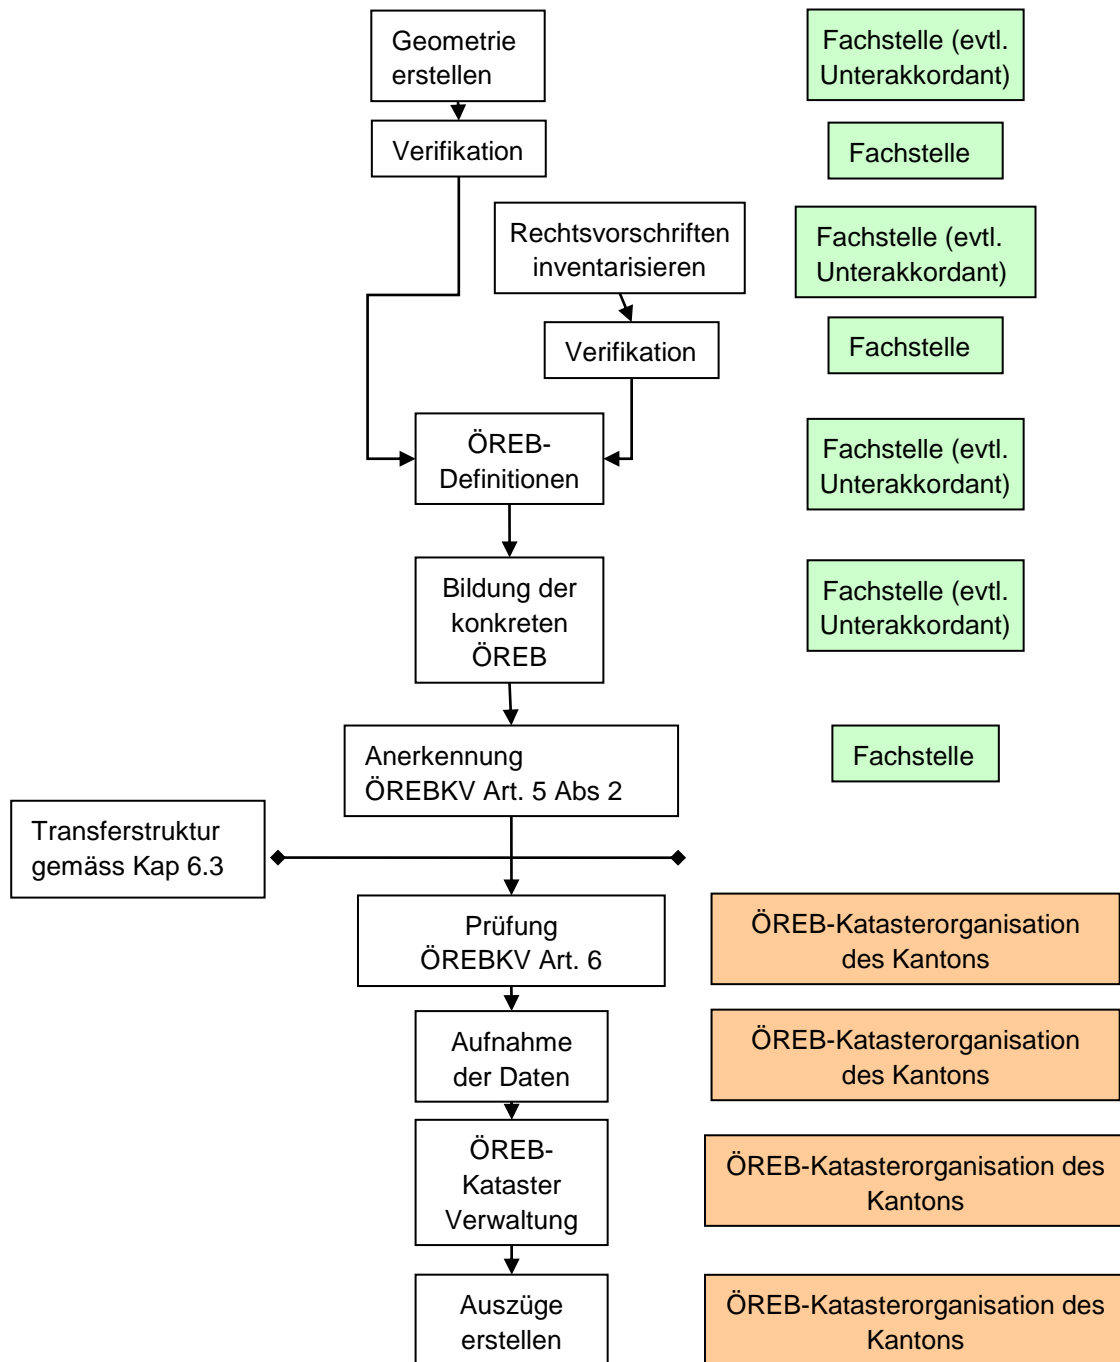 Geometrie
erstellen
Fachstelle (evtl.
Unterakkordant)
Verifikation
Fachstelle
Rechtsvorschriften
inventarisieren
Fachstelle (evtl.
Unterakkordant)
Verifikation
Fachstelle
ÖREB-
Definitionen
Fachstelle (evtl.
Unterakkordant)
Bildung der
konkreten
ÖREB
Fachstelle (evtl.
Unterakkordant)
Anerkennung
ÖREBKV Art. 5 Abs 2
Fachstelle
Transferstruktur
gemäss Kap 6.3
Prüfung
ÖREBKV Art. 6
ÖREB-Katasterorganisation
des Kantons
Aufnahme
der Daten
ÖREB-Katasterorganisation
des Kantons
ÖREB-
Kataster
Verwaltung
ÖREB-Katasterorganisation des
Kantons
Auszüge
erstellen
ÖREB-Katasterorganisation des
Kantons